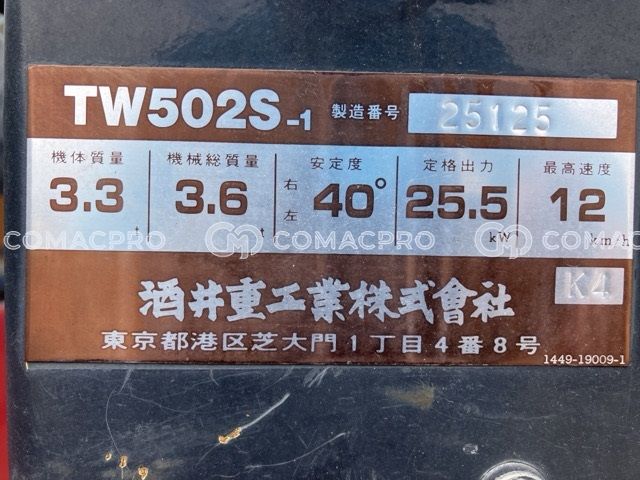 TW502S-1 製造番号 25125
機体質量 機械総質量 安定度 定格出力 最高速度
3.3 t 3.6 t 右 左 40° 25.5 kW 12 km/h
COMACPRO COMACPRO COMACPRO
酒井重工業株式會社 K4
東京都港区芝大門1丁目4番8号 1449-19009-1